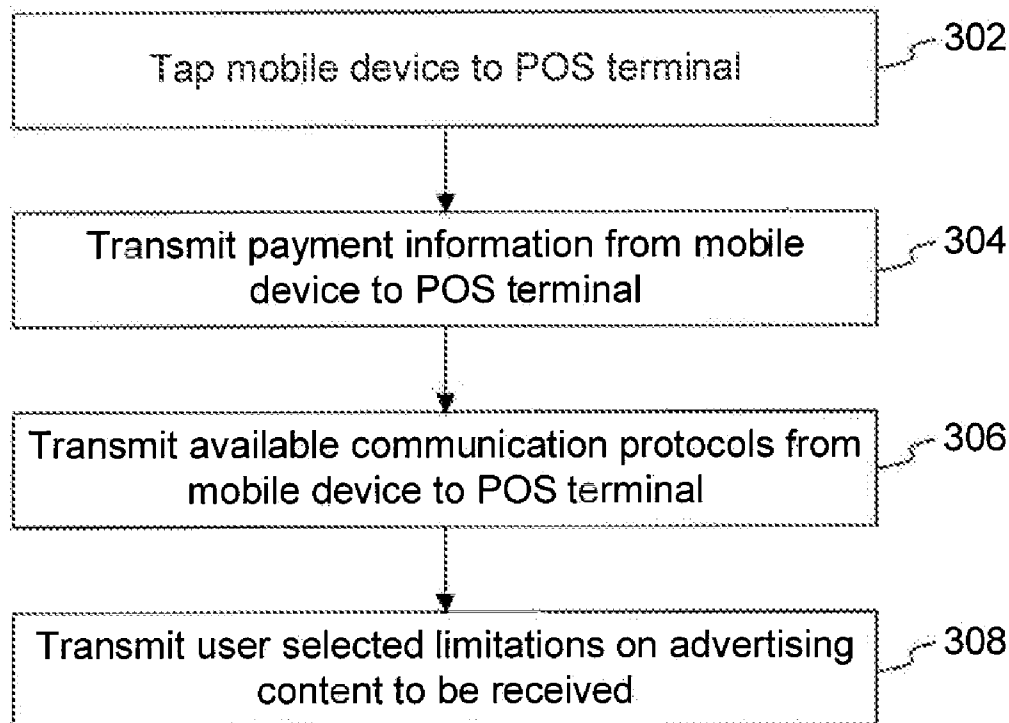 Tap mobile device to POS terminal
302
Transmit payment information from mobile
device to POS terminal
304
Transmit available communication protocols from
mobile device to POS terminal
306
Transmit user selected limitations on advertising
content to be received
308